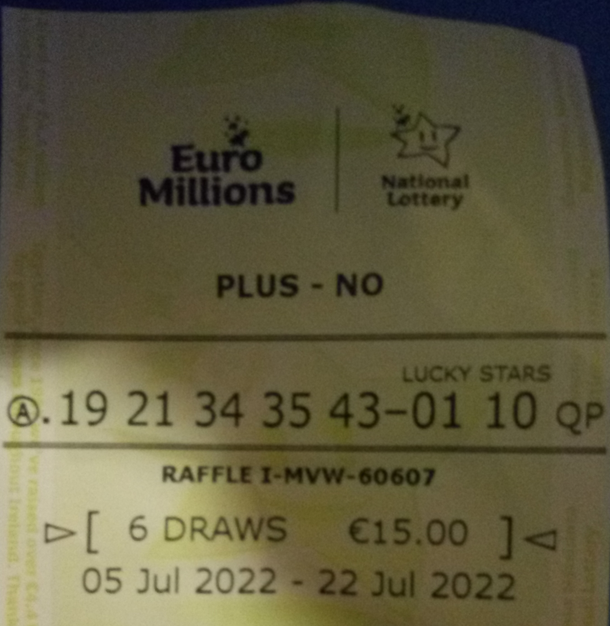 Euro Millions
National Lottery
PLUS - NO
LUCKY STARS
Ⓐ.19 21 34 35 43-01 10 QP
RAFFLE I-MVW-60607
[ 6 DRAWS €15.00 ]
05 Jul 2022 - 22 Jul 2022